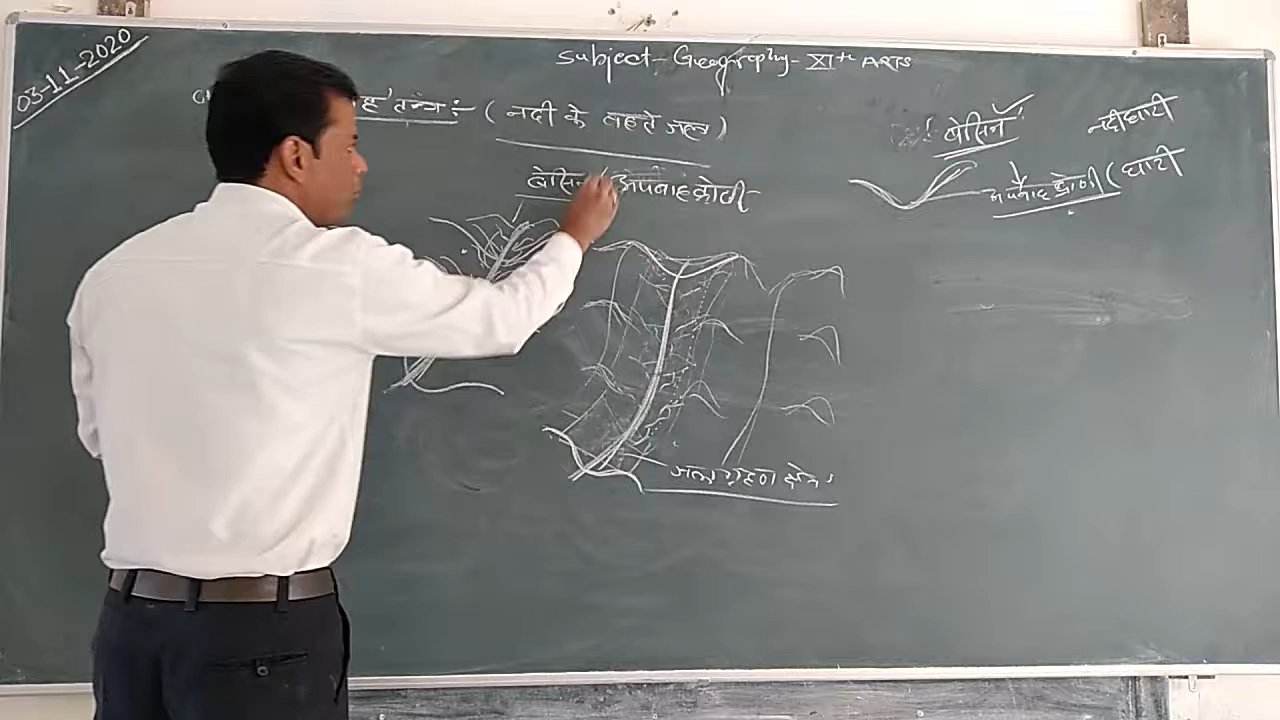 03-11-2020
Subject - Geography - XIth ARTS
ह तन्त्र :- ( नदी के बहते जल )
बेसिन / अपवाह द्रोणी
बेसिन
नदीघाटी
अपवाह द्रोणी ( घाटी
जल ग्रहण क्षेत्र